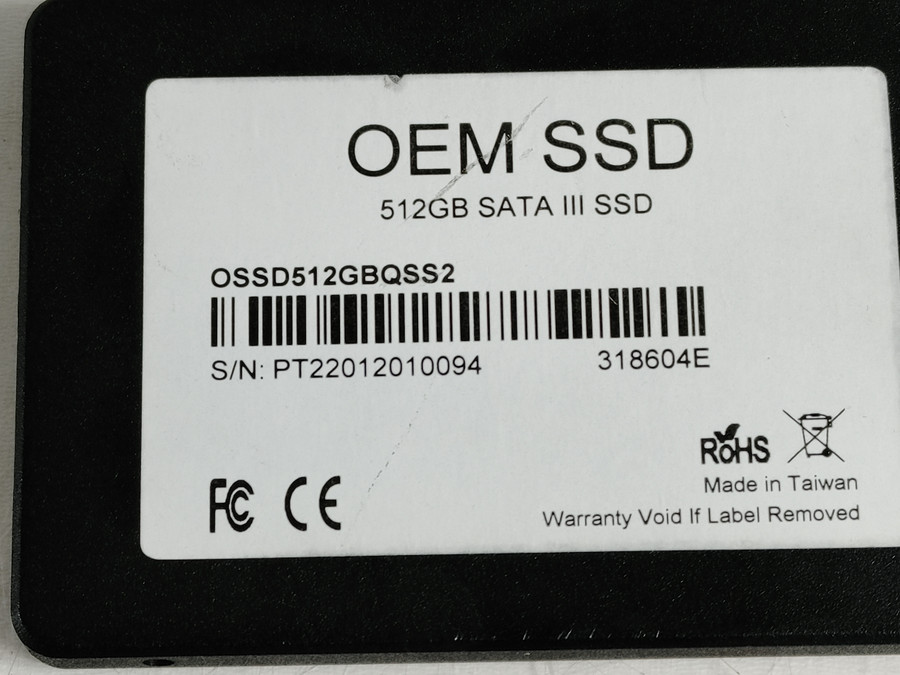 OEM SSD
512GB SATA III SSD
OSSD512GBQSS2
S/N: PT22012010094 318604E
RoHS
FC CE
Made in Taiwan
Warranty Void If Label Removed